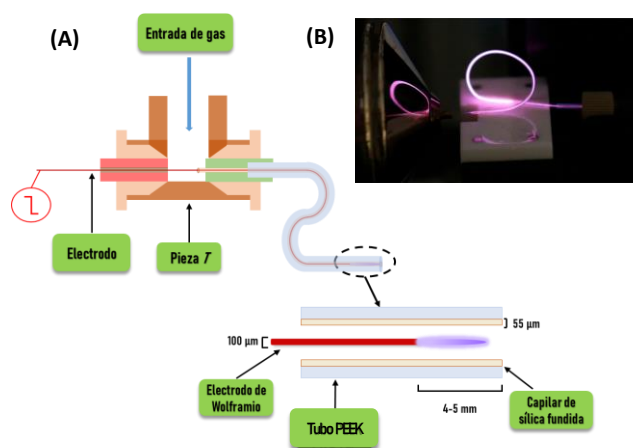 (A)
Entrada de gas
(B)
Electrodo
Pieza T
55 µm
100 µm
Electrodo de
Wolframio
4-5 mm
Tubo PEEK
Capilar de
sílica fundida